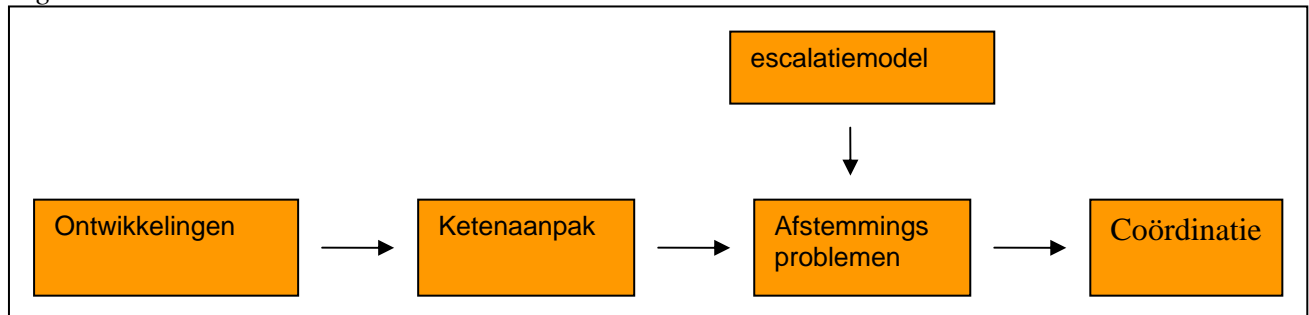 escalatiemodel
Ontwikkelingen
Ketenaanpak
Afstemmings
problemen
Coördinatie